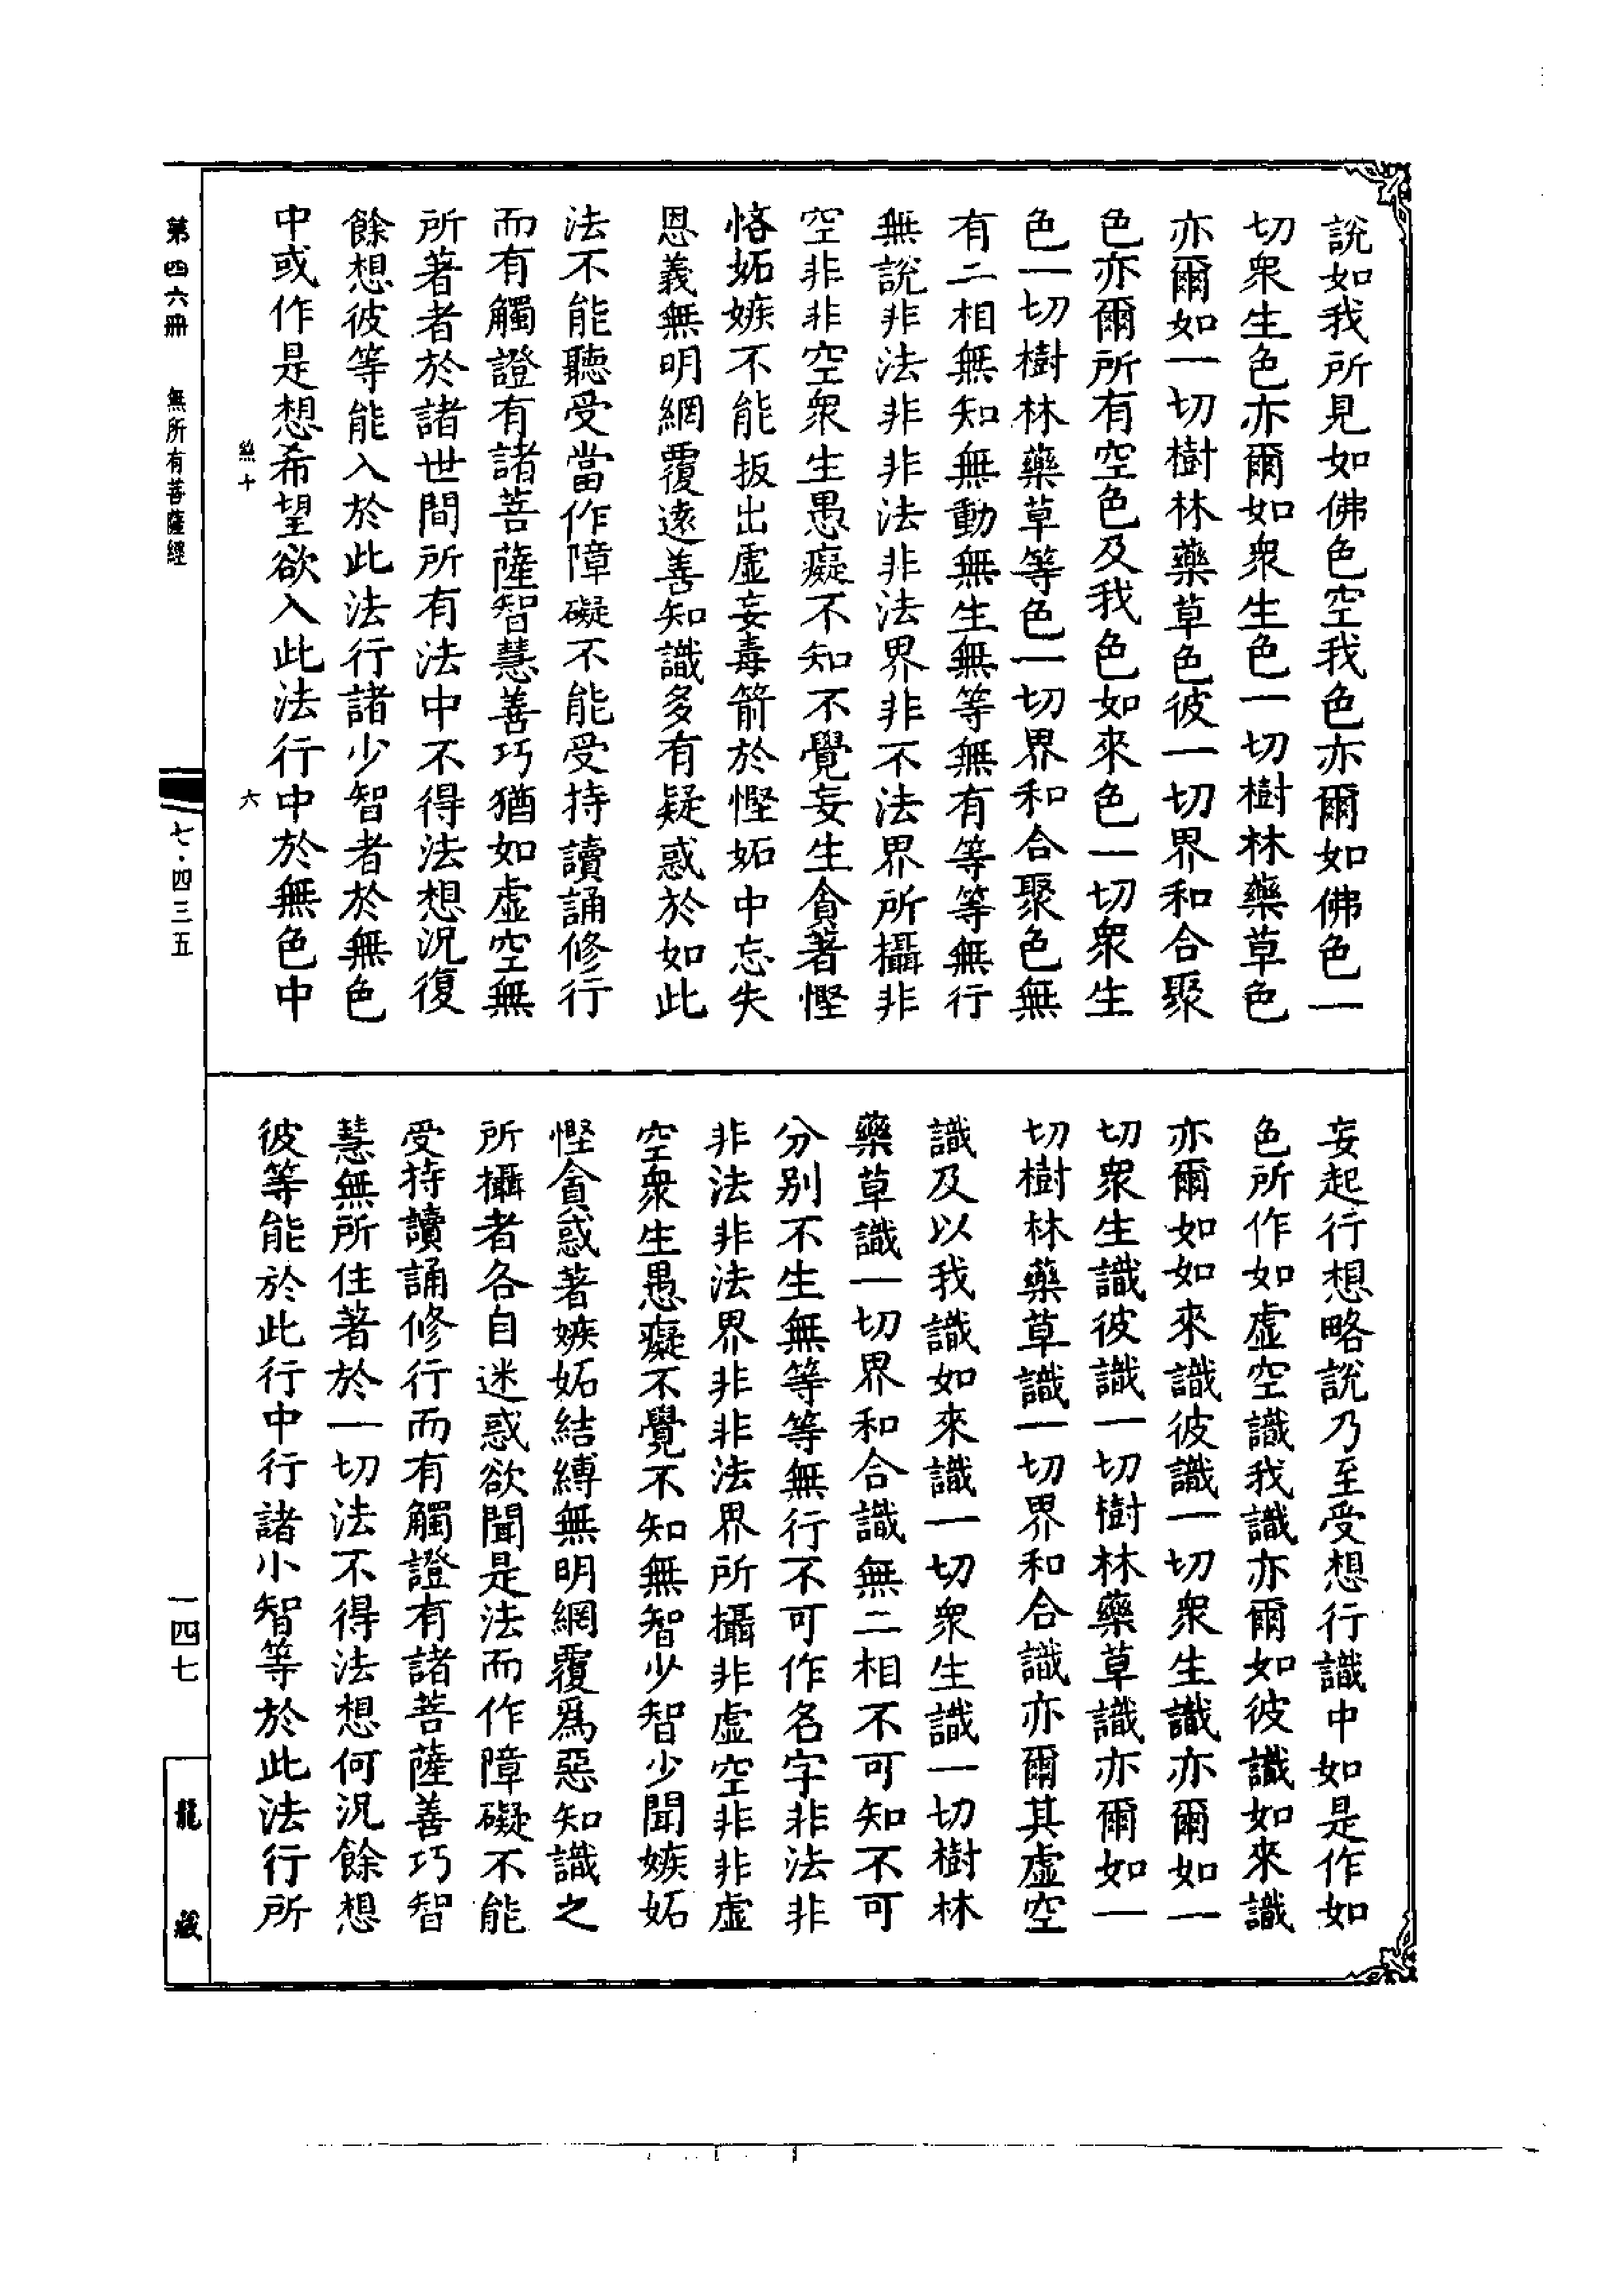 說如我所見如佛色空我色亦爾如佛色一
切衆生色亦爾如衆生色一切樹林藥草色
亦爾如一切樹林藥草色彼一切界和合聚
色亦爾所有空色及我色如來色一切衆生
色一切樹林藥草等色一切界和合聚色無
有二相無知無動無生無等無有等等無行
無說非法非非法非法界非不法界所攝非
空非非空衆生愚癡不知不覺妄生貪著慳
悋妬嫉不能扳出虛妄毒箭於慳妬中忘失
恩義無明網覆遠善知識多有疑惑於如此
法不能聽受當作障礙不能受持讀誦修行
而有觸證有諸菩薩智慧善巧猶如虛空無
所著者於諸世間所有法中不得法想況復
餘想彼等能入於此法行諸少智者於無色
中或作是想希望欲入此法行中於無色中
妄起行想略說乃至受想行識中如是作如
色所作如虛空識我識亦爾如彼識如來識
亦爾如如來識彼識一切衆生識亦爾如一
切衆生識彼識一切樹林藥草識亦爾如一
切樹林藥草識一切界和合識亦爾其虛空
識及以我識如來識一切衆生識一切樹林
藥草識一切界和合識無二相不可知不可
分別不生無等等無行不可作名字非法非
非法非法界非非法界所攝非虛空非非虛
空衆生愚癡不覺不知無智少智少聞嫉妬
慳貪惑著嫉妬結縛無明網覆爲惡知識之
所攝者各自迷惑欲聞是法而作障礙不能
受持讀誦修行而有觸證有諸菩薩善巧智
慧無所住著於一切法不得法想何況餘想
彼等能於此行中行諸小智等於此法行所
第四六冊 無所有菩薩經
七·四三五
一四七
龍藏
六